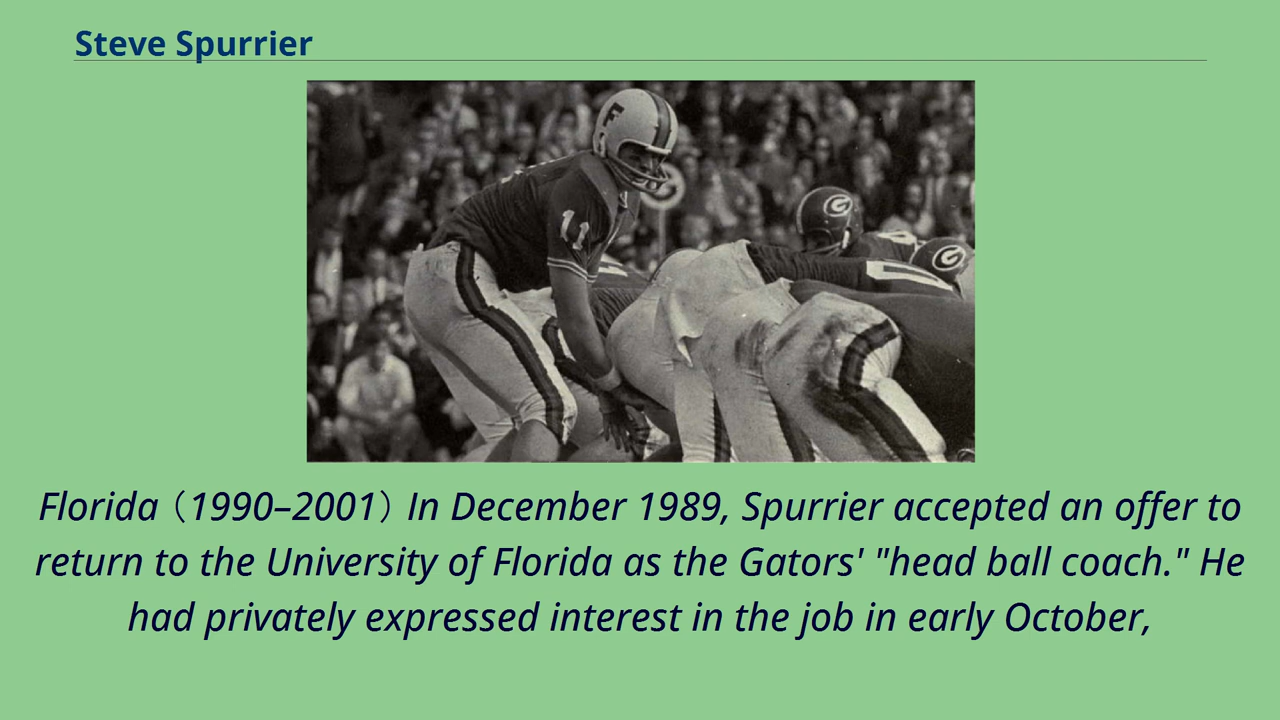 Steve Spurrier
F
11
G
G
Florida（1990–2001）In December 1989, Spurrier accepted an offer to
return to the University of Florida as the Gators' "head ball coach." He
had privately expressed interest in the job in early October,